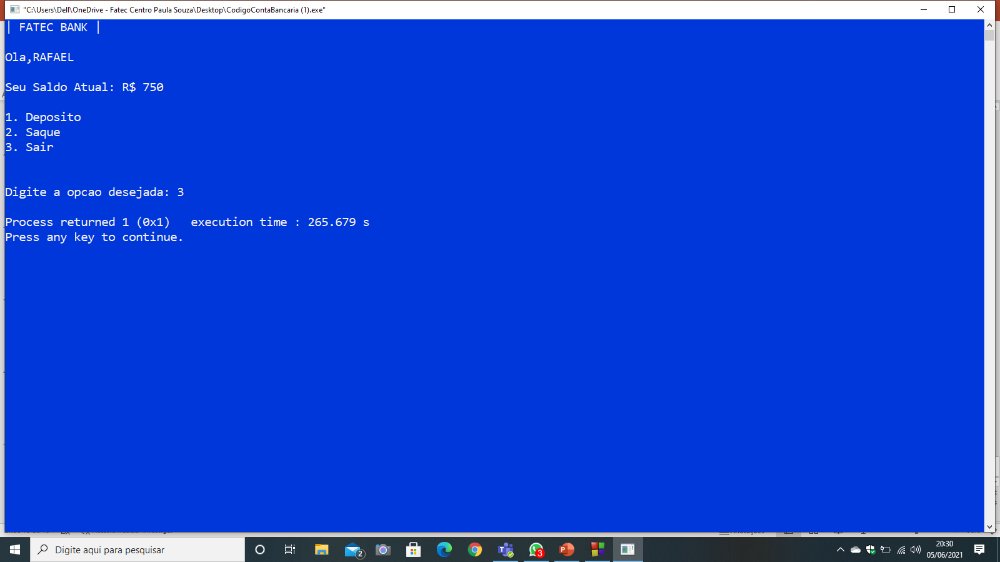 "C:\Users\Dell\OneDrive - Fatec Centro Paula Souza\Desktop\CodigoContaBancaria (1).exe"
| FATEC BANK |
Ola,RAFAEL
Seu Saldo Atual: R$ 750
1. Deposito
2. Saque
3. Sair
Digite a opcao desejada: 3
Process returned 1 (0x1)   execution time : 265.679 s
Press any key to continue.
Digite aqui para pesquisar
2
3
20:30
05/06/2021